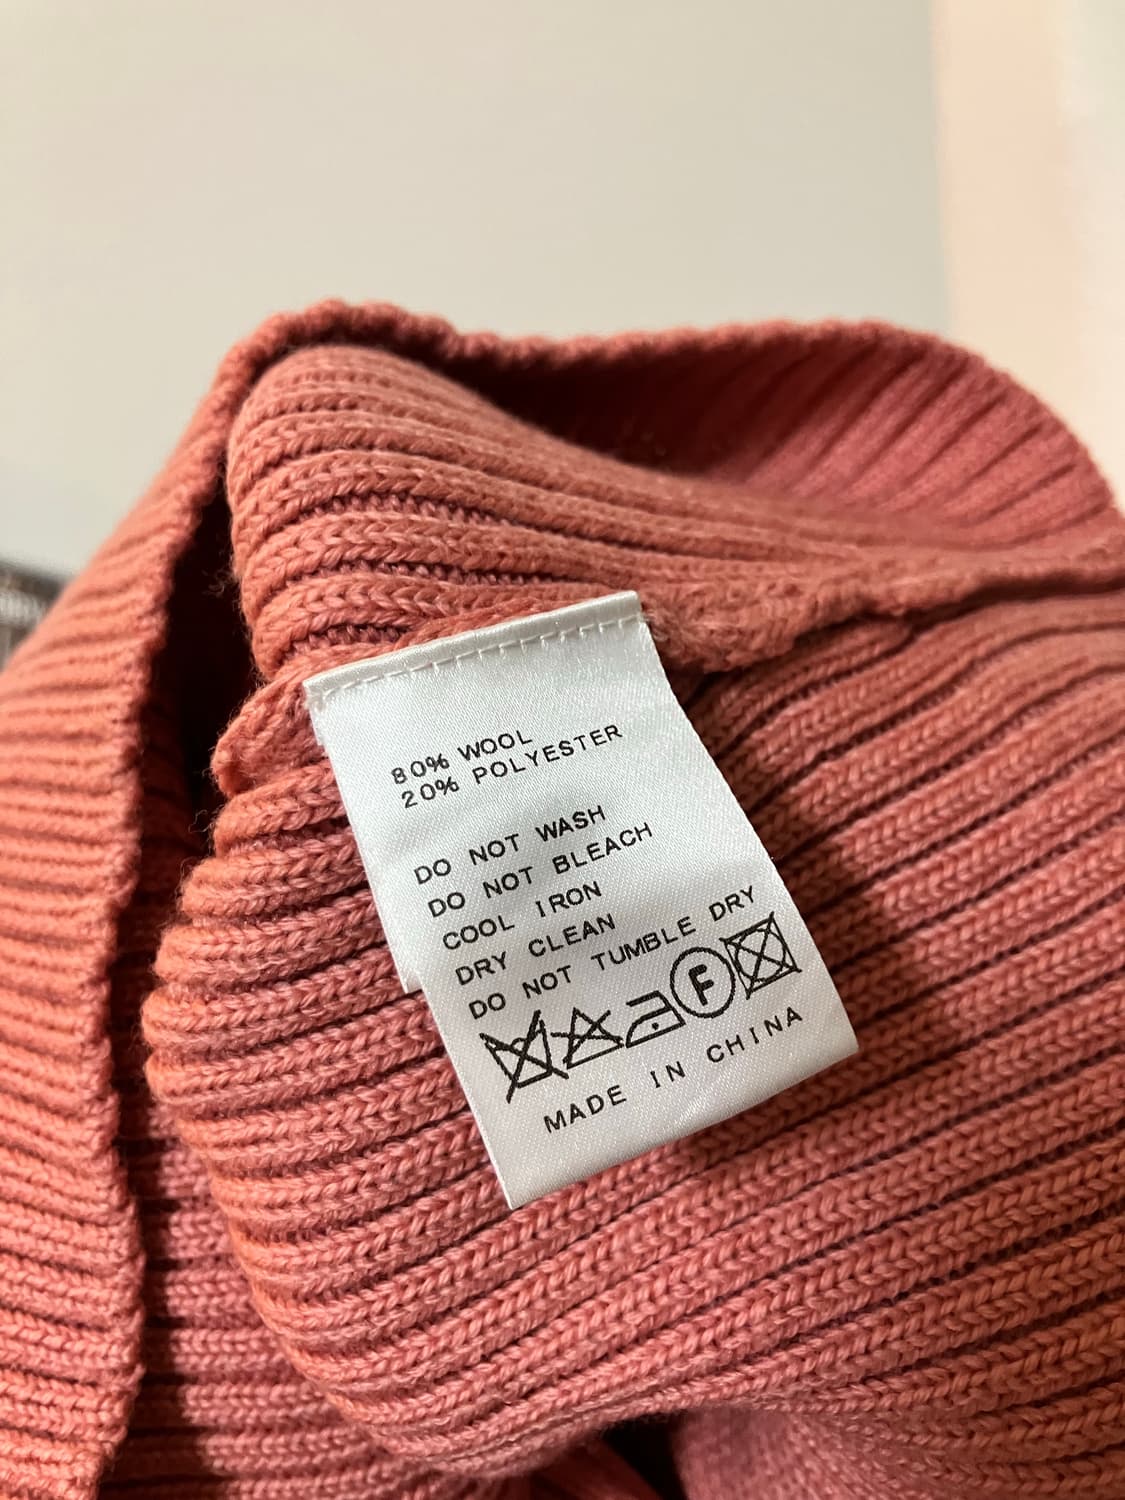 80% WOOL
20% POLYESTER
DO NOT WASH
DO NOT BLEACH
COOL IRON
DRY CLEAN
DO NOT TUMBLE DRY
F
MADE IN CHINA